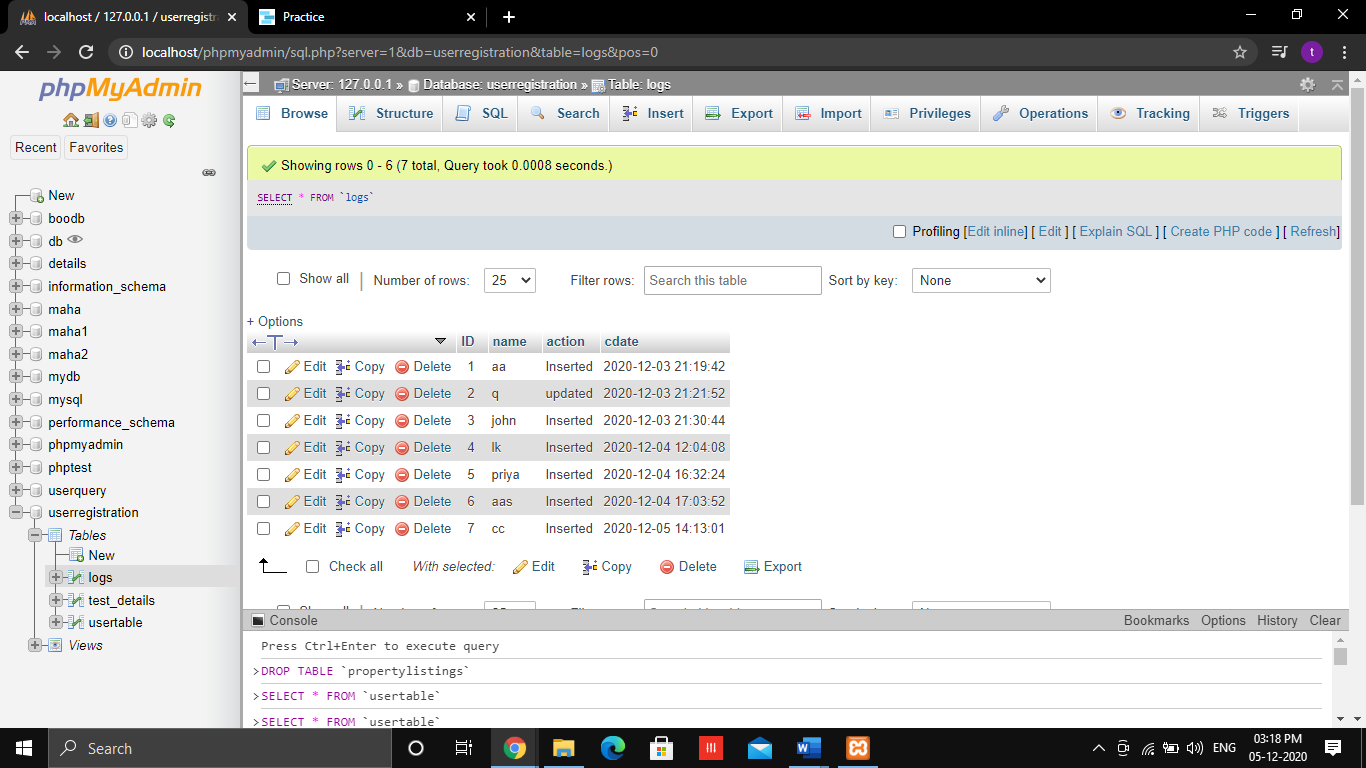 localhost / 127.0.0.1 / userregistr
Practice
localhost/phpmyadmin/sql.php?server=1&db=userregistration&table=logs&pos=0
t
phpMyAdmin
Recent Favorites
New
boodb
db
details
information_schema
maha
maha1
maha2
mydb
mysql
performance_schema
phpmyadmin
phptest
userquery
userregistration
Tables
New
logs
test_details
usertable
Views
Server: 127.0.0.1 » Database: userregistration » Table: logs
Browse Structure SQL Search Insert Export Import Privileges Operations Tracking Triggers
Showing rows 0 - 6 (7 total, Query took 0.0008 seconds.)
SELECT * FROM `logs`
Profiling [Edit inline] [ Edit ] [ Explain SQL ] [ Create PHP code ] [ Refresh]
Show all | Number of rows: 25 Filter rows: Search this table Sort by key: None
+ Options
ID name action cdate
Edit Copy Delete 1 aa Inserted 2020-12-03 21:19:42
Edit Copy Delete 2 q updated 2020-12-03 21:21:52
Edit Copy Delete 3 john Inserted 2020-12-03 21:30:44
Edit Copy Delete 4 lk Inserted 2020-12-04 12:04:08
Edit Copy Delete 5 priya Inserted 2020-12-04 16:32:24
Edit Copy Delete 6 aas Inserted 2020-12-04 17:03:52
Edit Copy Delete 7 cc Inserted 2020-12-05 14:13:01
Check all With selected: Edit Copy Delete Export
Console Bookmarks Options History Clear
Press Ctrl+Enter to execute query
>DROP TABLE `propertylistings`
>SELECT * FROM `usertable`
>SELECT * FROM `usertable`
Search
ENG
03:18 PM
05-12-2020